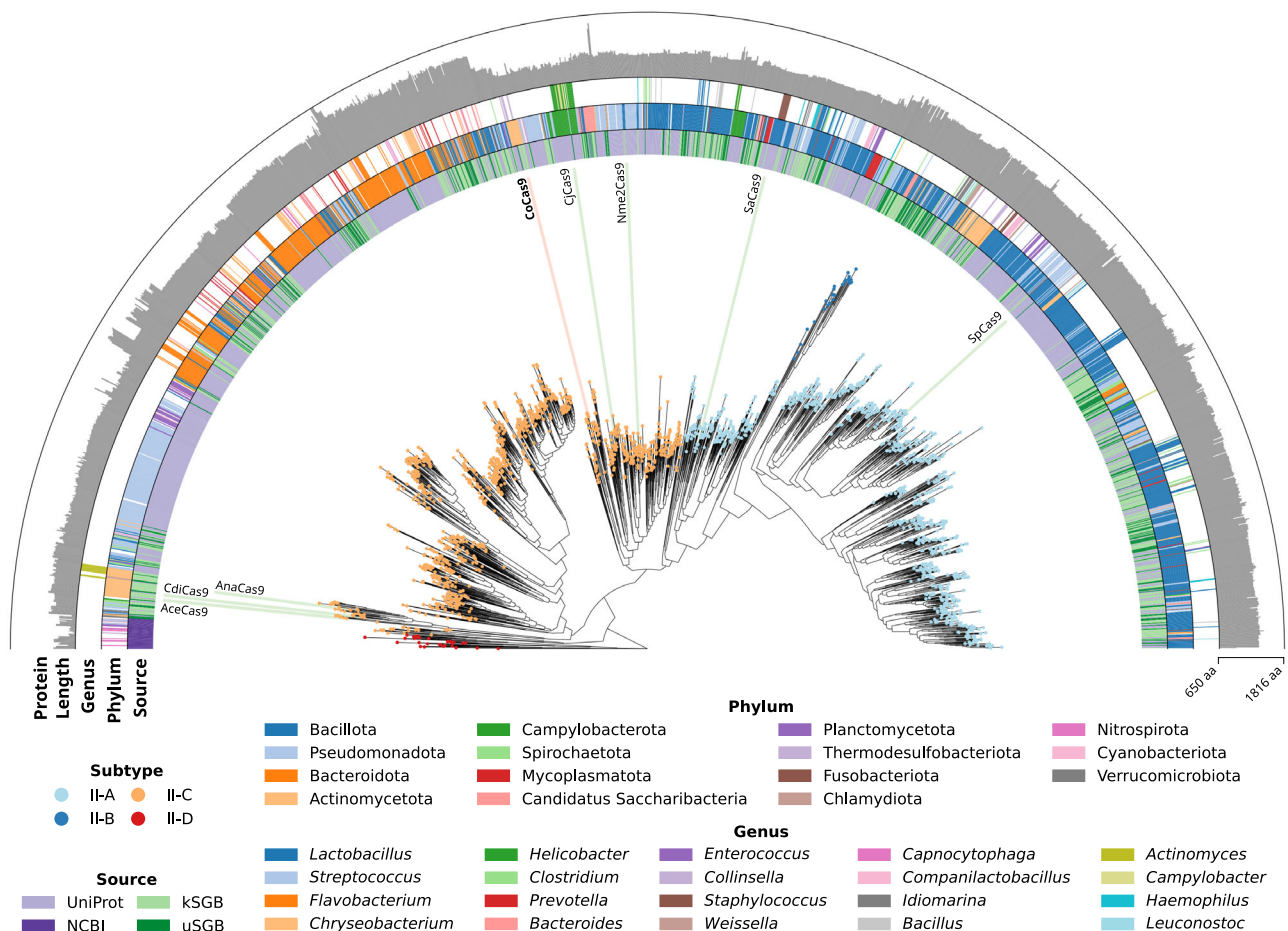 CoCas9
CjCas9
Nme2Cas9
SaCas9
SpCas9
CdiCas9
AnaCas9
AceCas9
Protein
Length
Genus
Phylum
Source
650 aa
1816 aa
Phylum
Bacillota
Campylobacterota
Planctomycetota
Nitrospirota
Pseudomonadota
Spirochaetota
Thermodesulfobacteriota
Cyanobacteriota
Bacteroidota
Mycoplasmatota
Fusobacteriota
Verrucomicrobiota
Actinomycetota
Candidatus Saccharibacteria
Chlamydiota
Subtype
II-A
II-C
II-B
II-D
Genus
Lactobacillus
Helicobacter
Enterococcus
Capnocytophaga
Actinomyces
Streptococcus
Clostridium
Collinsella
Companilactobacillus
Campylobacter
Flavobacterium
Prevotella
Staphylococcus
Idiomarina
Haemophilus
Chryseobacterium
Bacteroides
Weissella
Bacillus
Leuconostoc
Source
UniProt
kSGB
NCBI
uSGB